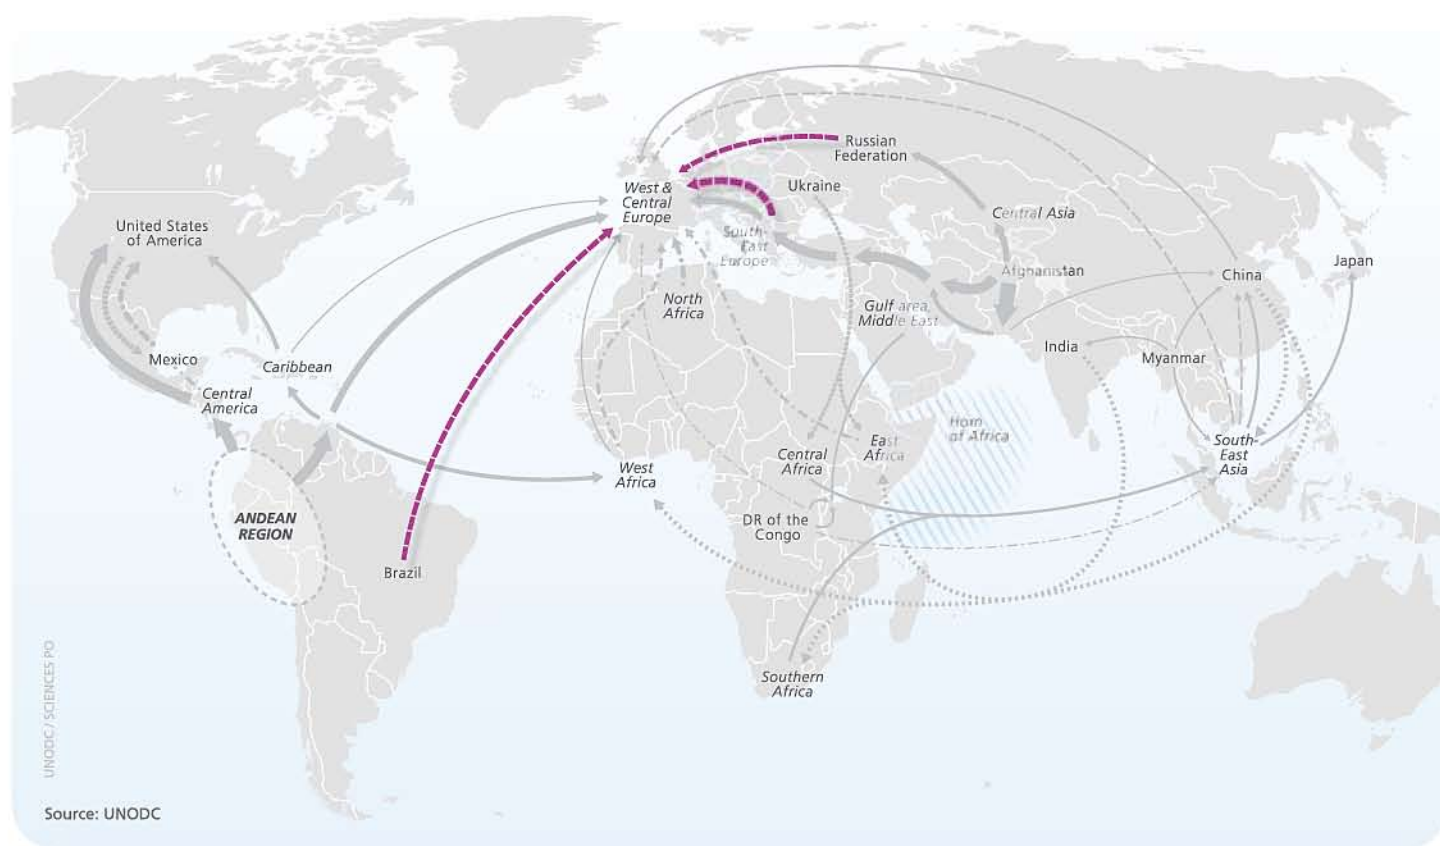 Russian
Federation
West &
Central
Europe
Ukraine
United States
of America
South-
East
Europe
Central Asia
Afghanistan
China
Japan
North
Africa
Gulf area,
Middle East
India
Myanmar
Mexico
Caribbean
Central
America
Horn
of Africa
East
Africa
Central
Africa
South-
East
Asia
West
Africa
ANDEAN
REGION
DR of the
Congo
Brazil
Southern
Africa
UNODC / SCIENCES PO
Source: UNODC